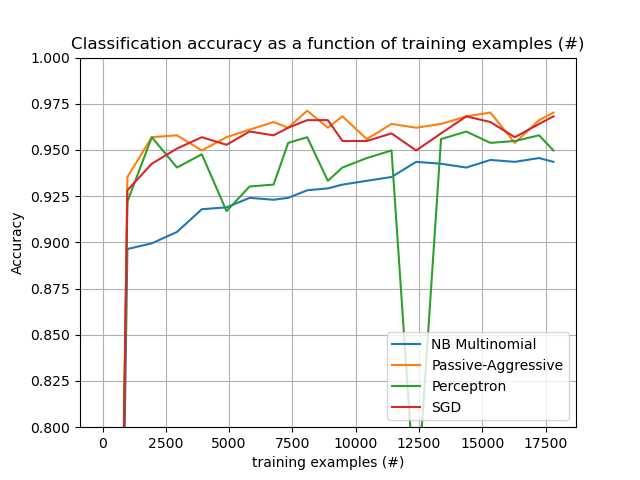 Classification accuracy as a function of training examples (#)
1.000
0.975
0.950
0.925
0.900
0.875
0.850
0.825
0.800
Accuracy
NB Multinomial
Passive-Aggressive
Perceptron
SGD
0 2500 5000 7500 10000 12500 15000 17500
training examples (#)